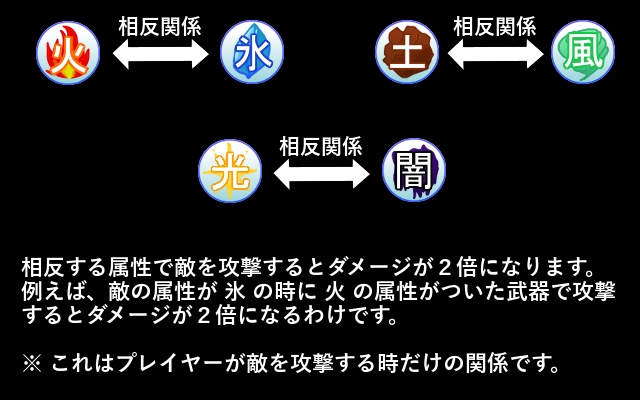 相反関係 相反関係
火 氷 土 風
相反関係
光 闇
相反する属性で敵を攻撃するとダメージが２倍になります。
例えば、敵の属性が 氷 の時に 火 の属性がついた武器で攻撃
するとダメージが２倍になるわけです。
※ これはプレイヤーが敵を攻撃する時だけの関係です。